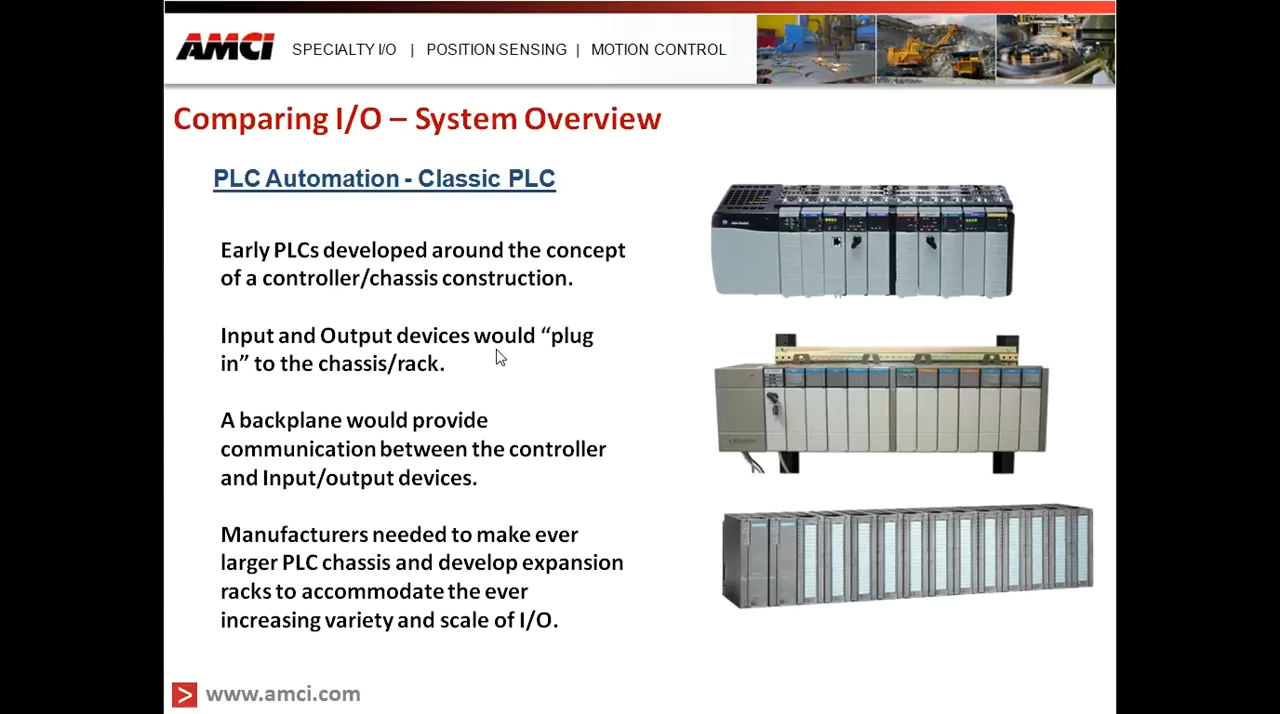 AMCI SPECIALTY I/O | POSITION SENSING | MOTION CONTROL
Comparing I/O – System Overview
PLC Automation - Classic PLC
Early PLCs developed around the concept
of a controller/chassis construction.
Input and Output devices would “plug
in” to the chassis/rack.
A backplane would provide
communication between the controller
and Input/output devices.
Manufacturers needed to make ever
larger PLC chassis and develop expansion
racks to accommodate the ever
increasing variety and scale of I/O.
> www.amci.com